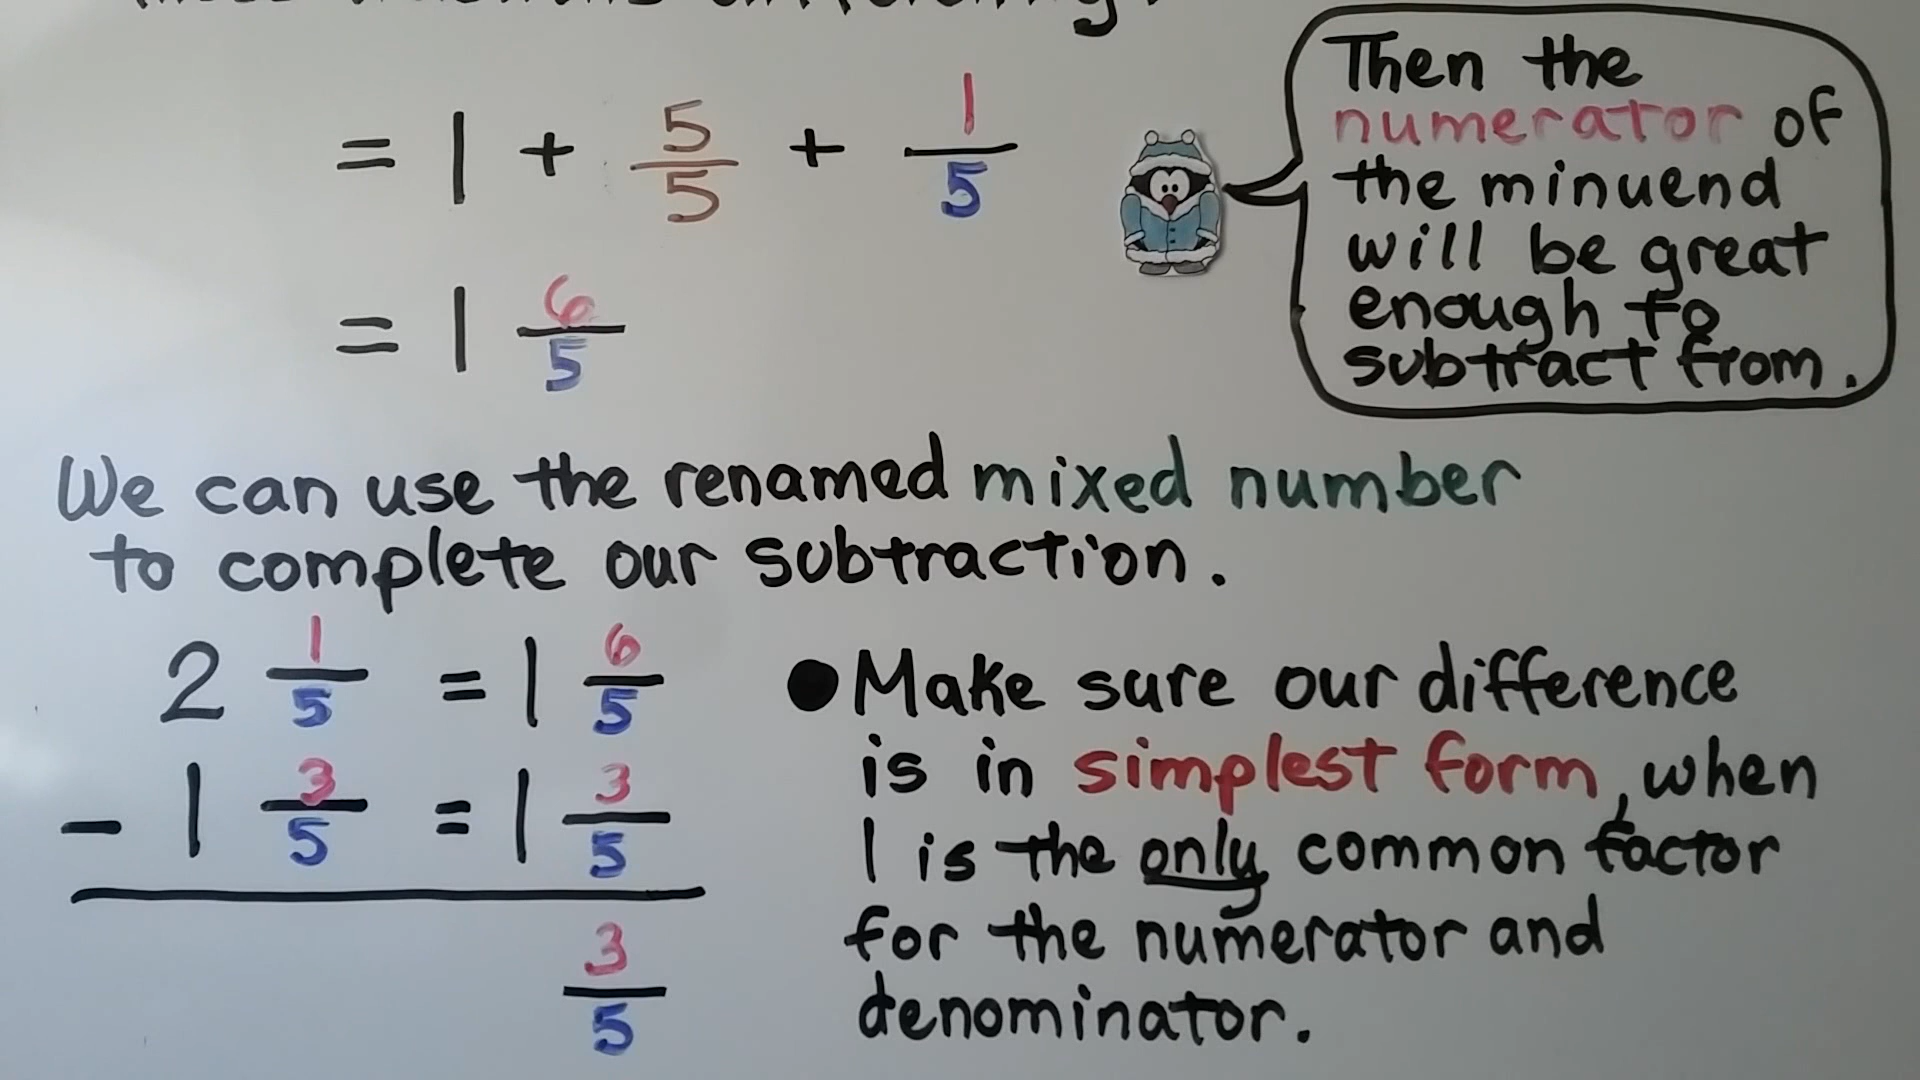 = 1 + 5/5 + 1/5
= 1 6/5
Then the
numerator of
the minuend
will be great
enough to
subtract from.
We can use the renamed mixed number
to complete our subtraction.
2 1/5 = 1 6/5
- 1 3/5 = 1 3/5
3/5
● Make sure our difference
is in simplest form, when
1 is the only common factor
for the numerator and
denominator.